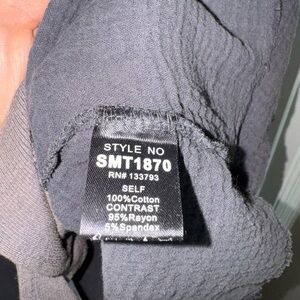 STYLE NO
SMT1870
RN# 133793
SELF
100%Cotton
CONTRAST
95%Rayon
5%Spandex